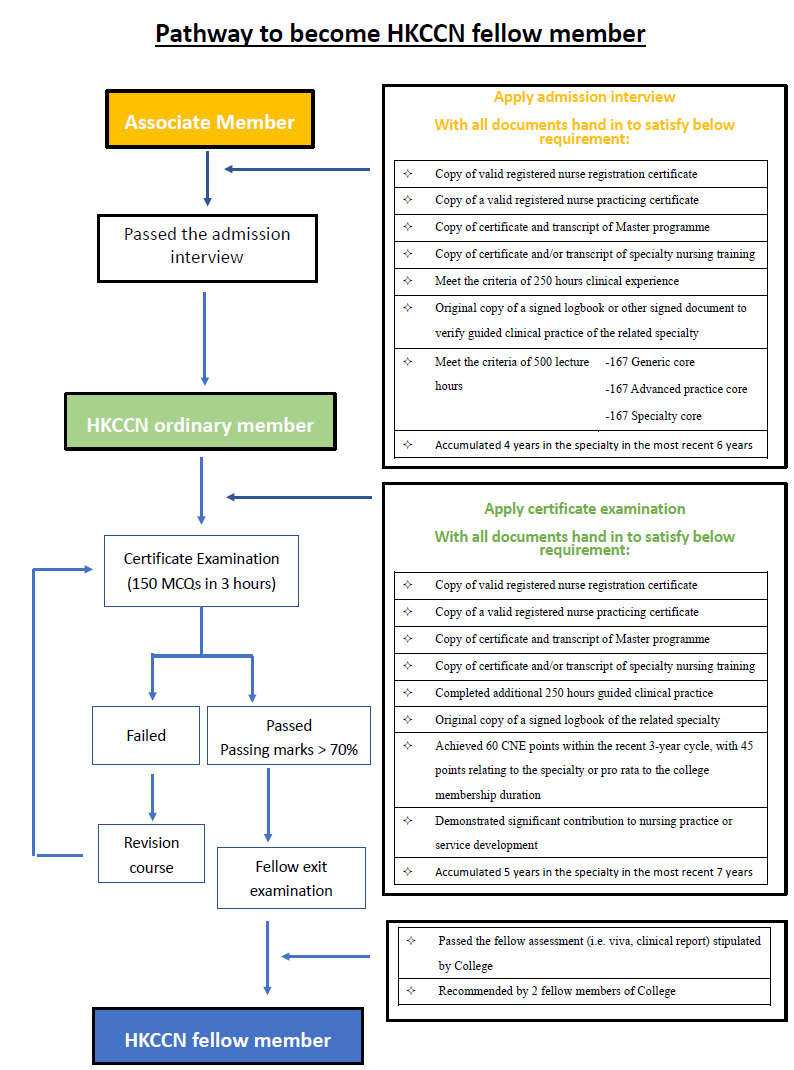 Pathway to become HKCCN fellow member
Associate Member
Passed the admission
interview
HKCCN ordinary member
Certificate Examination
(150 MCQs in 3 hours)
Failed
Passed
Passing marks > 70%
Revision
course
Fellow exit
examination
HKCCN fellow member
Apply admission interview
With all documents hand in to satisfy below
requirement:
Copy of valid registered nurse registration certificate
Copy of a valid registered nurse practicing certificate
Copy of certificate and transcript of Master programme
Copy of certificate and/or transcript of specialty nursing training
Meet the criteria of 250 hours clinical experience
Original copy of a signed logbook or other signed document to
verify guided clinical practice of the related specialty
Meet the criteria of 500 lecture
hours
-167 Generic core
-167 Advanced practice core
-167 Specialty core
Accumulated 4 years in the specialty in the most recent 6 years
Apply certificate examination
With all documents hand in to satisfy below
requirement:
Copy of valid registered nurse registration certificate
Copy of a valid registered nurse practicing certificate
Copy of certificate and transcript of Master programme
Copy of certificate and/or transcript of specialty nursing training
Completed additional 250 hours guided clinical practice
Original copy of a signed logbook of the related specialty
Achieved 60 CNE points within the recent 3-year cycle, with 45
points relating to the specialty or pro rata to the college
membership duration
Demonstrated significant contribution to nursing practice or
service development
Accumulated 5 years in the specialty in the most recent 7 years
Passed the fellow assessment (i.e. viva, clinical report) stipulated
by College
Recommended by 2 fellow members of College